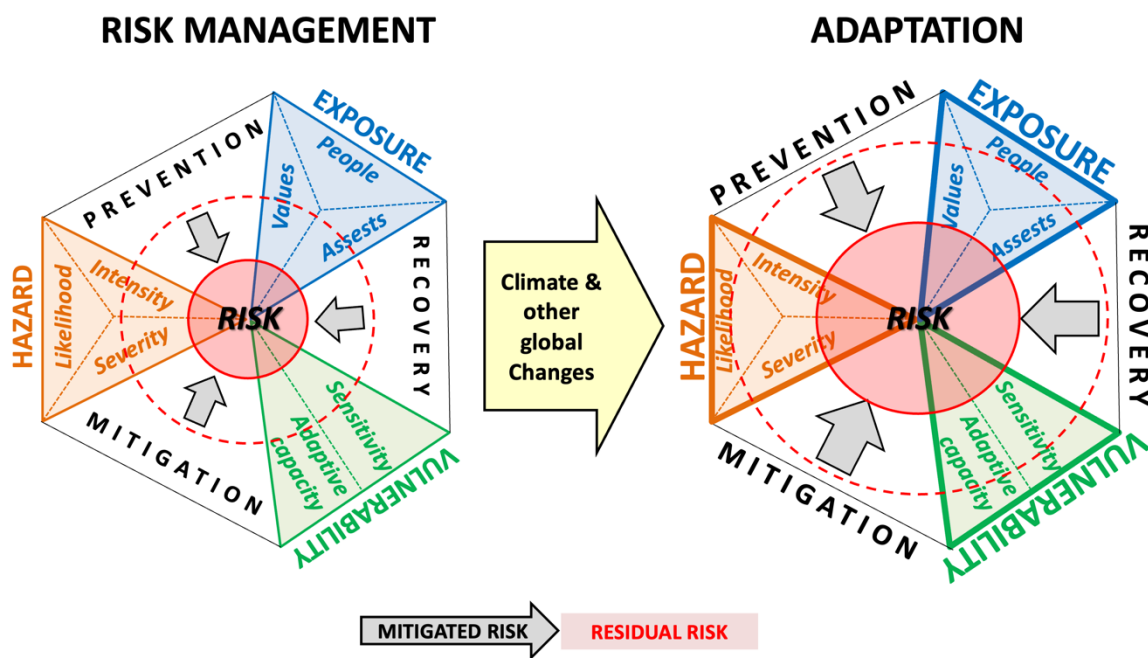 RISK MANAGEMENT
PREVENTION
EXPOSURE
People
Values
Assests
RECOVERY
HAZARD
Likelihood
Intensity
Severity
RISK
Sensitivity
Adaptive
capacity
MITIGATION
VULNERABILITY
Climate &
other
global
Changes
ADAPTATION
PREVENTION
EXPOSURE
People
Values
Assets
RECOVERY
HAZARD
Likelihood
Intensity
Severity
RISK
Sensitivity
Adaptive
capacity
MITIGATION
VULNERABILITY
MITIGATED RISK
RESIDUAL RISK